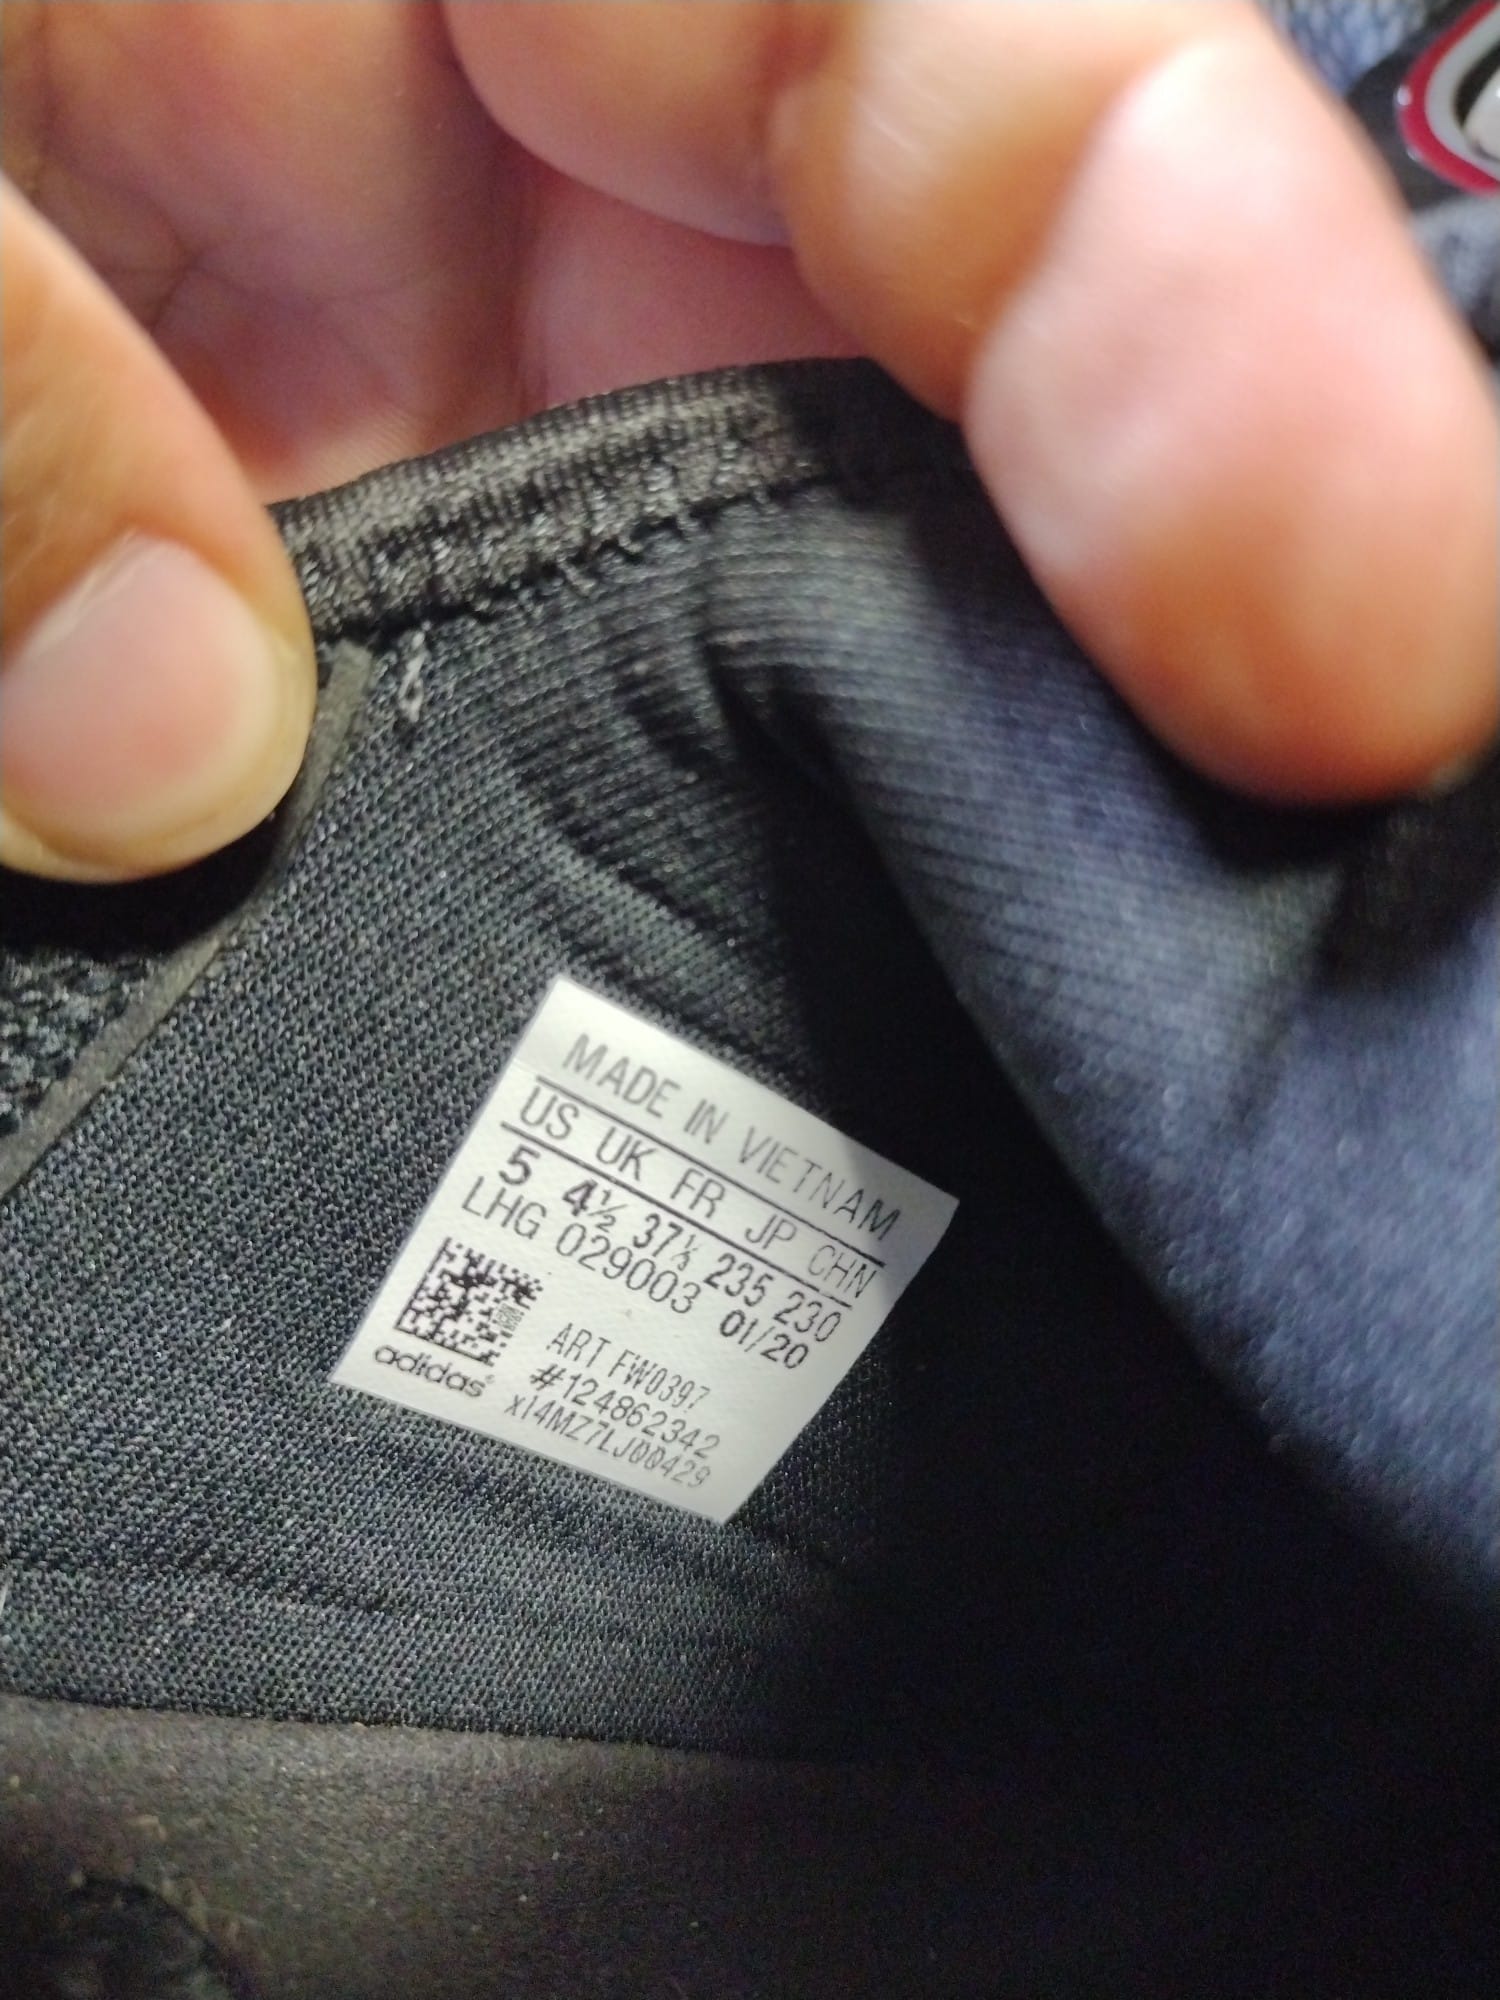 MADE IN VIETNAM
US UK FR JP CHN
5 4½ 37⅓ 235 230
LHG 029003 01/20
ART FW0397
#124862342
x14MZ7LJ00429
adidas